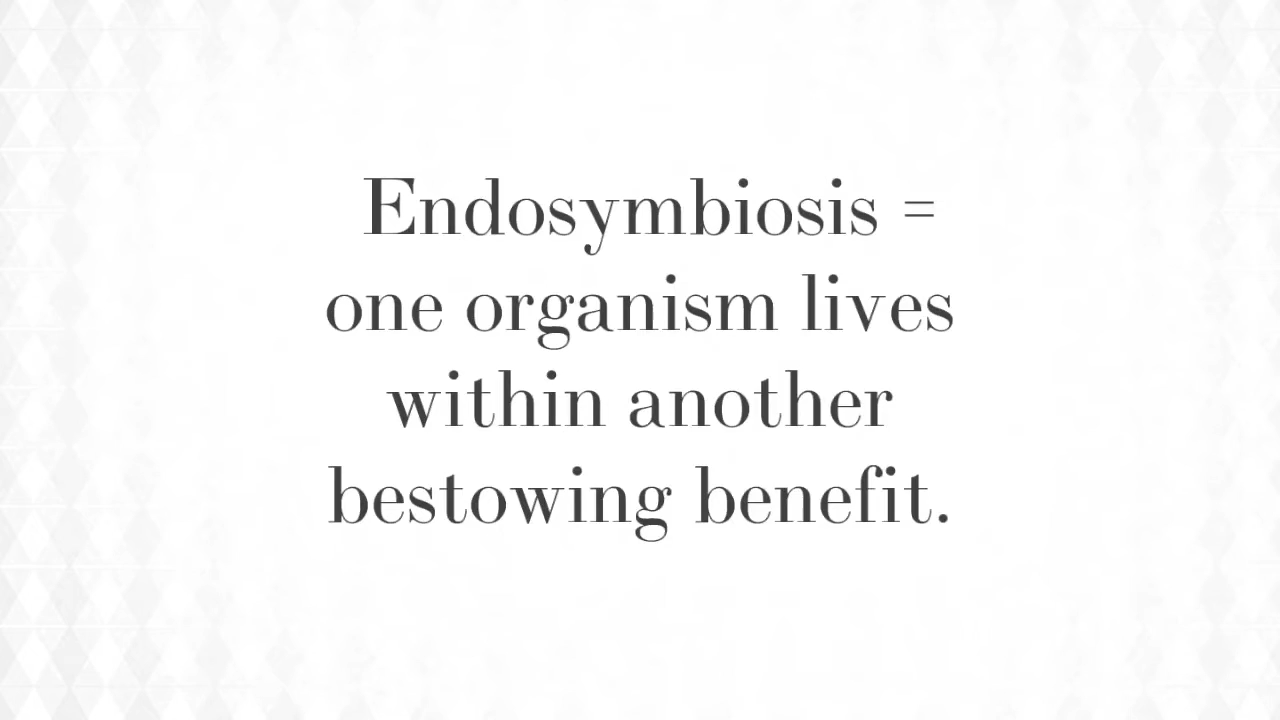 Endosymbiosis =
one organism lives
within another
bestowing benefit.